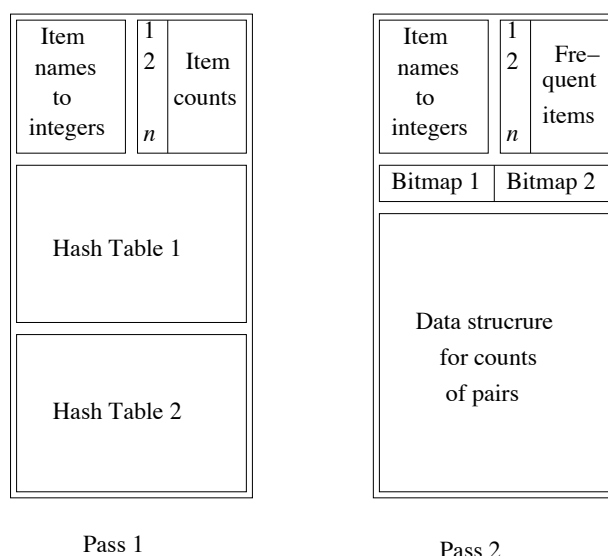 Item
names
to
integers
1
2
n
Item
counts
Hash Table 1
Hash Table 2
Pass 1
Item
names
to
integers
1
2
n
Fre–
quent
items
Bitmap 1
Bitmap 2
Data strucrure
for counts
of pairs
Pass 2